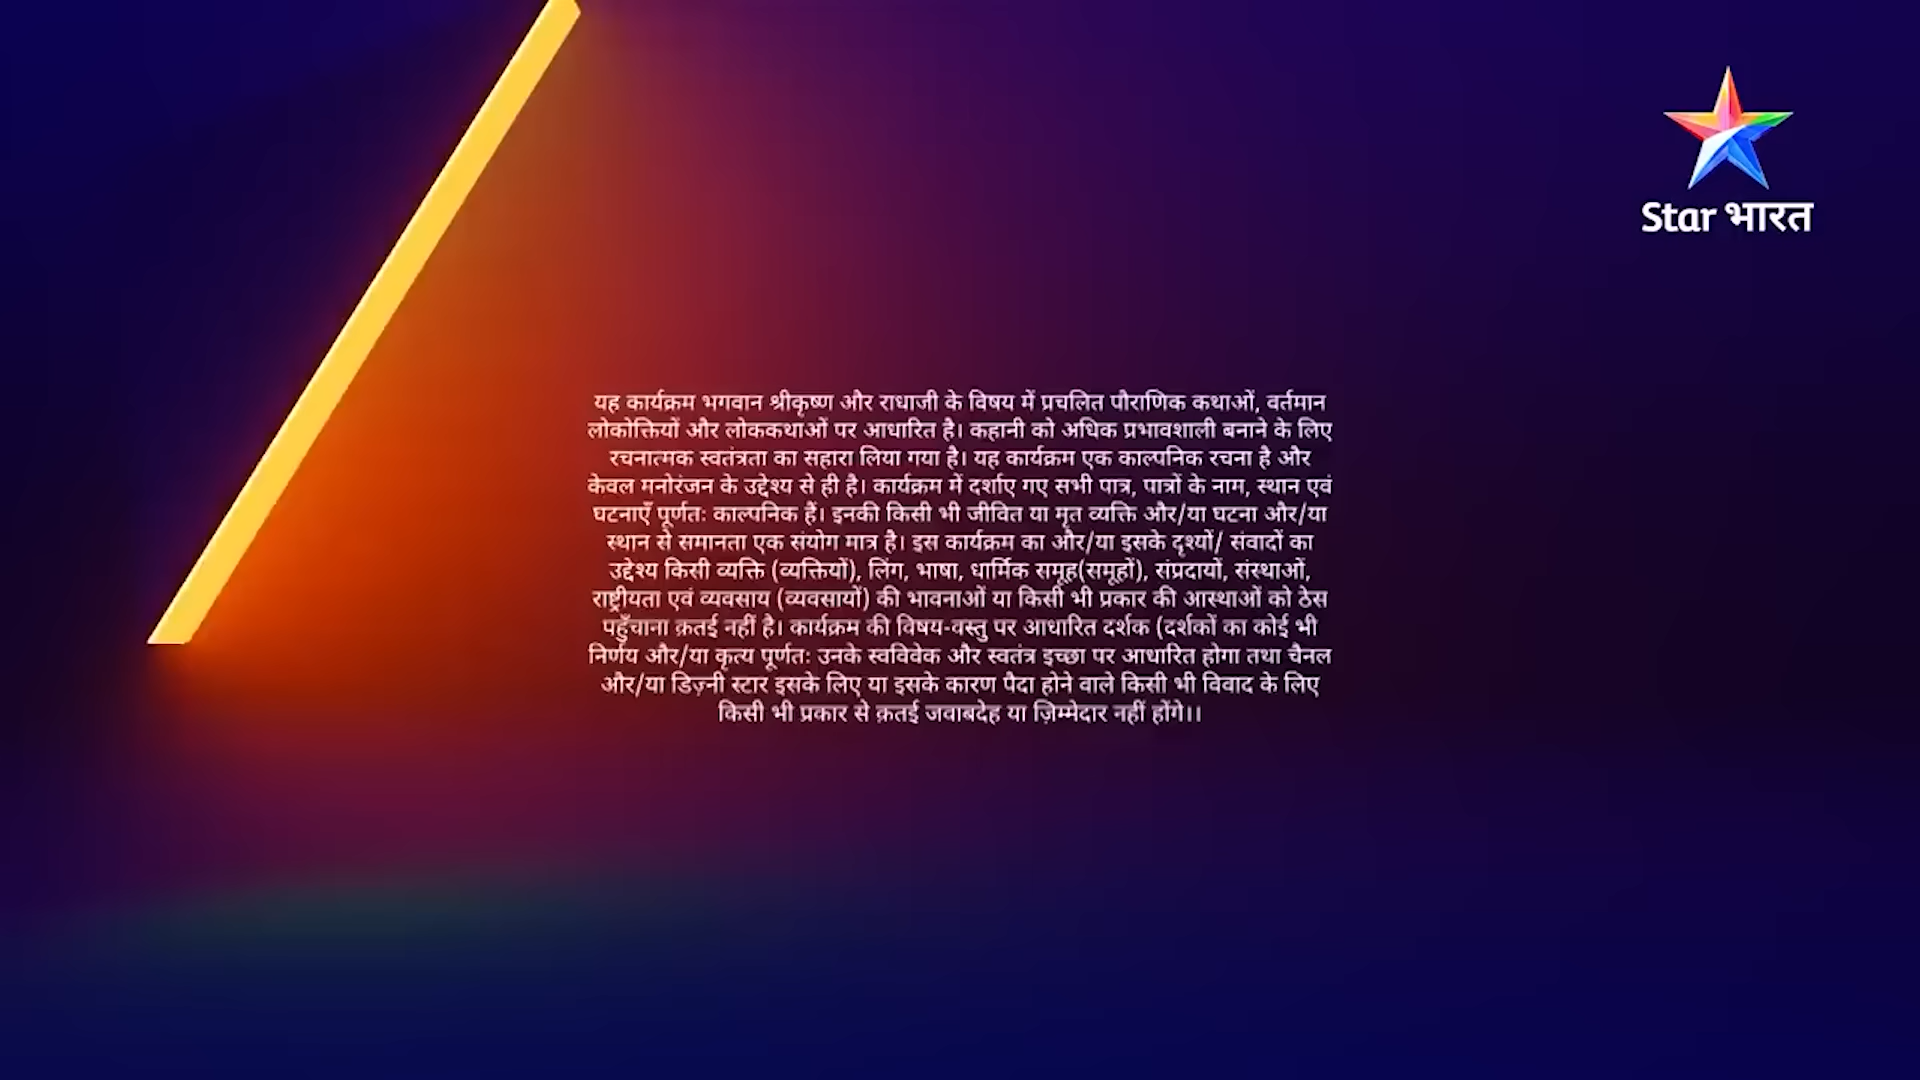 Star भारत
यह कार्यक्रम भगवान श्रीकृष्ण और राधाजी के विषय में प्रचलित पौराणिक कथाओं, वर्तमान
लोकोक्तियों और लोककथाओं पर आधारित है। कहानी को अधिक प्रभावशाली बनाने के लिए
रचनात्मक स्वतंत्रता का सहारा लिया गया है। यह कार्यक्रम एक काल्पनिक रचना है और
केवल मनोरंजन के उद्देश्य से ही है। कार्यक्रम में दर्शाए गए सभी पात्र, पात्रों के नाम, स्थान एवं
घटनाएँ पूर्णतः काल्पनिक हैं। इनकी किसी भी जीवित या मृत व्यक्ति और/या घटना और/या
स्थान से समानता एक संयोग मात्र है। इस कार्यक्रम का और/या इसके दृश्यों/ संवादों का
उद्देश्य किसी व्यक्ति (व्यक्तियों), लिंग, भाषा, धार्मिक समूह(समूहों), संप्रदायों, संस्थाओं,
राष्ट्रीयता एवं व्यवसाय (व्यवसायों) की भावनाओं या किसी भी प्रकार की आस्थाओं को ठेस
पहुँचाना क़तई नहीं है। कार्यक्रम की विषय-वस्तु पर आधारित दर्शक (दर्शकों का कोई भी
निर्णय और/या कृत्य पूर्णतः उनके स्वविवेक और स्वतंत्र इच्छा पर आधारित होगा तथा चैनल
और/या डिज़्नी स्टार इसके लिए या इसके कारण पैदा होने वाले किसी भी विवाद के लिए
किसी भी प्रकार से क़तई जवाबदेह या ज़िम्मेदार नहीं होंगे।।